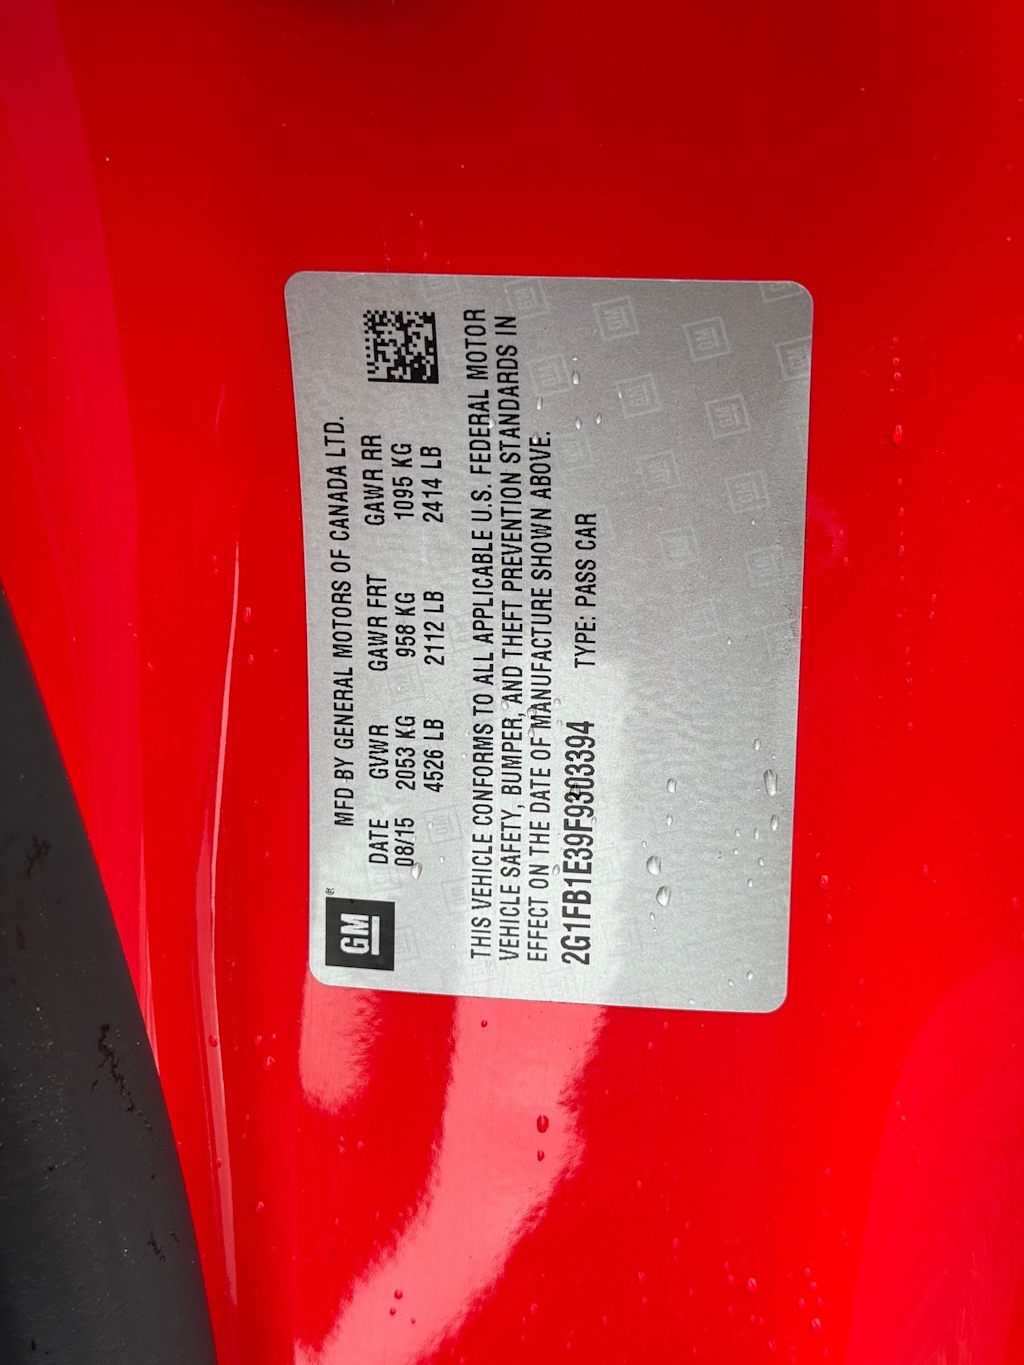 GM ®
MFD BY GENERAL MOTORS OF CANADA LTD.
DATE GVWR GAWR FRT GAWR RR
08/15 2053 KG 958 KG 1095 KG
4526 LB 2112 LB 2414 LB
THIS VEHICLE CONFORMS TO ALL APPLICABLE U.S. FEDERAL MOTOR
VEHICLE SAFETY, BUMPER, AND THEFT PREVENTION STANDARDS IN
EFFECT ON THE DATE OF MANUFACTURE SHOWN ABOVE.
2G1FB1E39F9303394 TYPE: PASS CAR